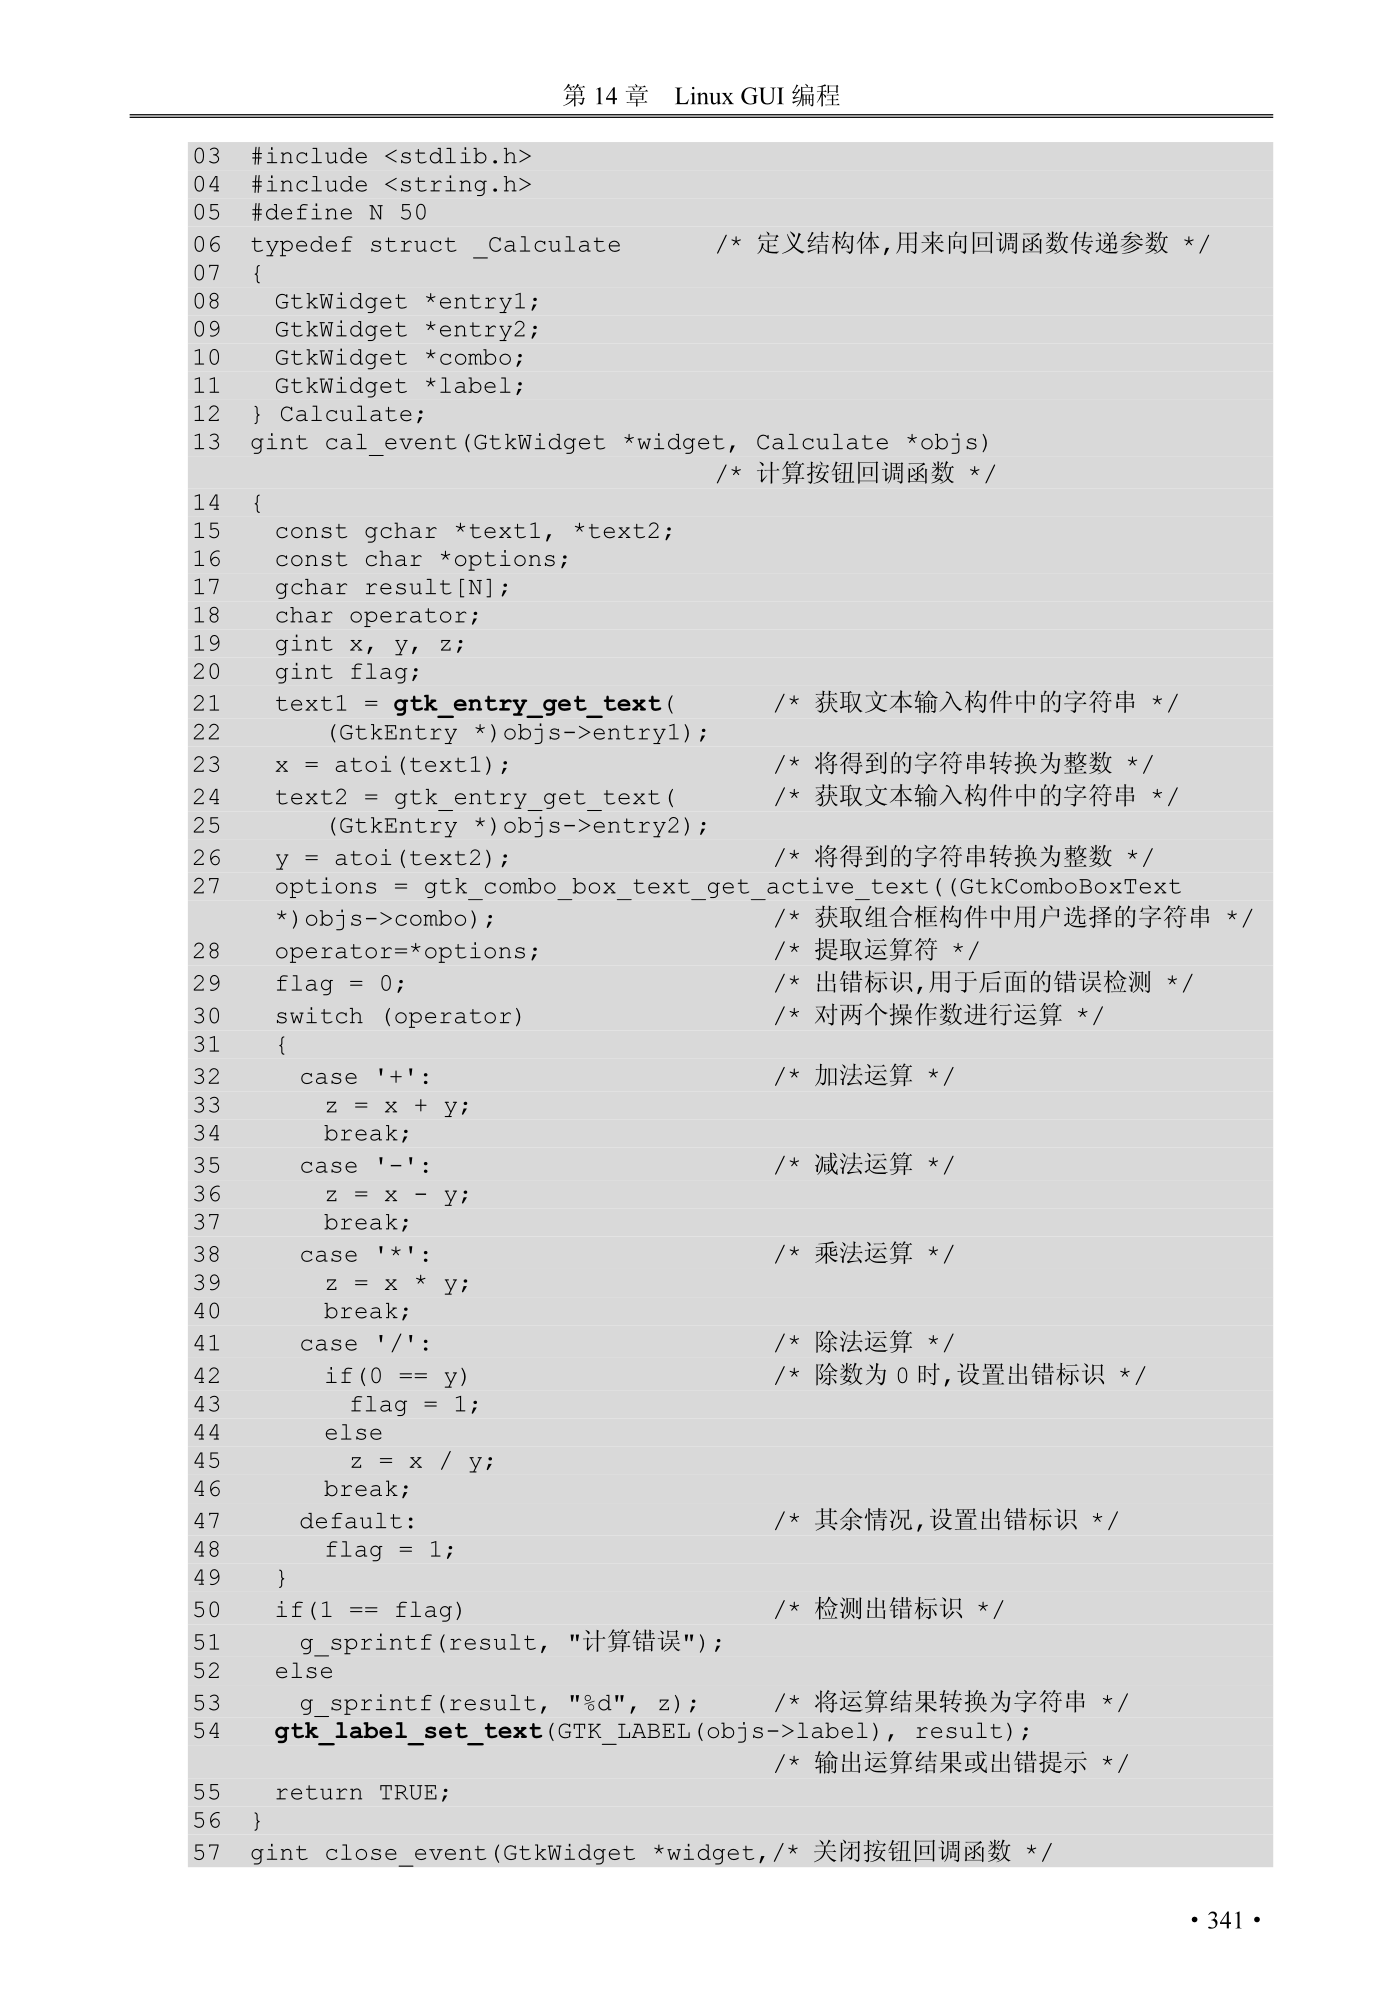 第 14 章 Linux GUI 编程
03 #include <stdlib.h>
04 #include <string.h>
05 #define N 50
06 typedef struct _Calculate /* 定义结构体,用来向回调函数传递参数 */
07 {
08 GtkWidget *entry1;
09 GtkWidget *entry2;
10 GtkWidget *combo;
11 GtkWidget *label;
12 } Calculate;
13 gint cal_event(GtkWidget *widget, Calculate *objs)
/* 计算按钮回调函数 */
14 {
15 const gchar *text1, *text2;
16 const char *options;
17 gchar result[N];
18 char operator;
19 gint x, y, z;
20 gint flag;
21 text1 = gtk_entry_get_text( /* 获取文本输入构件中的字符串 */
22 (GtkEntry *)objs->entry1);
23 x = atoi(text1); /* 将得到的字符串转换为整数 */
24 text2 = gtk_entry_get_text( /* 获取文本输入构件中的字符串 */
25 (GtkEntry *)objs->entry2);
26 y = atoi(text2); /* 将得到的字符串转换为整数 */
27 options = gtk_combo_box_text_get_active_text((GtkComboBoxText
*)objs->combo); /* 获取组合框构件中用户选择的字符串 */
28 operator=*options; /* 提取运算符 */
29 flag = 0; /* 出错标识,用于后面的错误检测 */
30 switch (operator) /* 对两个操作数进行运算 */
31 {
32 case '+': /* 加法运算 */
33 z = x + y;
34 break;
35 case '-': /* 减法运算 */
36 z = x - y;
37 break;
38 case '*': /* 乘法运算 */
39 z = x * y;
40 break;
41 case '/': /* 除法运算 */
42 if(0 == y) /* 除数为 0 时,设置出错标识 */
43 flag = 1;
44 else
45 z = x / y;
46 break;
47 default: /* 其余情况,设置出错标识 */
48 flag = 1;
49 }
50 if(1 == flag) /* 检测出错标识 */
51 g_sprintf(result, "计算错误");
52 else
53 g_sprintf(result, "%d", z); /* 将运算结果转换为字符串 */
54 gtk_label_set_text(GTK_LABEL(objs->label), result);
/* 输出运算结果或出错提示 */
55 return TRUE;
56 }
57 gint close_event(GtkWidget *widget,/* 关闭按钮回调函数 */
• 341 •